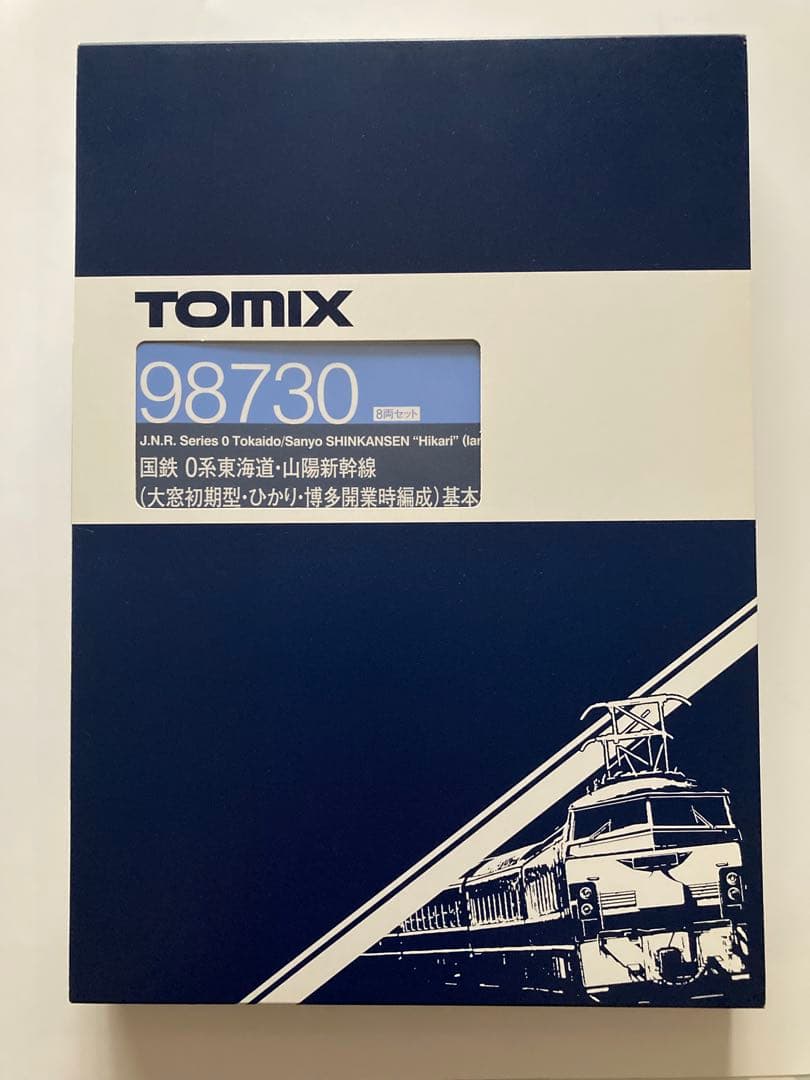 TOMIX
98730 8両セット
J.N.R. Series 0 Tokaido/Sanyo SHINKANSEN “Hikari”
国鉄 0系東海道・山陽新幹線
(大窓初期型・ひかり・博多開業時編成)基本